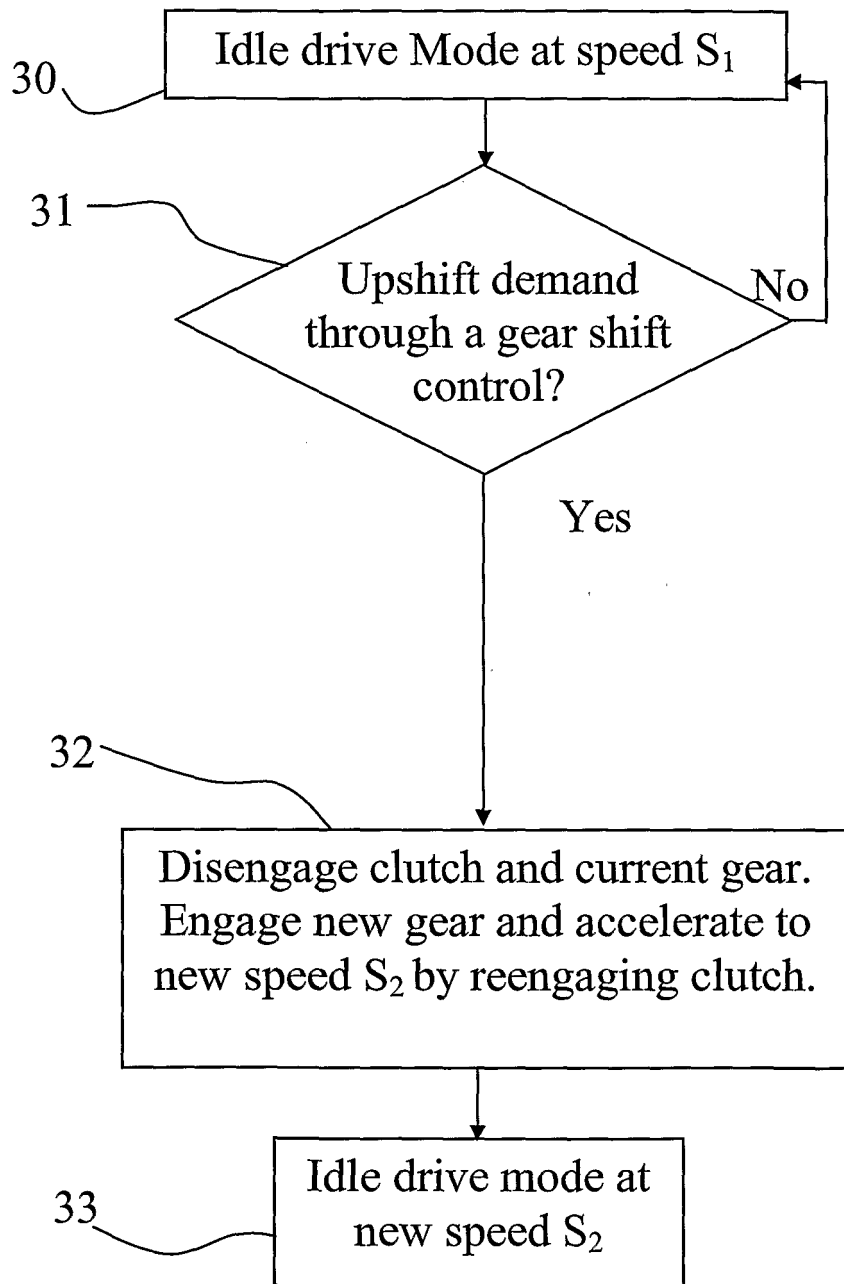 Idle drive Mode at speed S₁
30
31
Upshift demand
through a gear shift
control?
No
Yes
32
Disengage clutch and current gear.
Engage new gear and accelerate to
new speed S₂ by reengaging clutch.
Idle drive mode at
new speed S₂
33